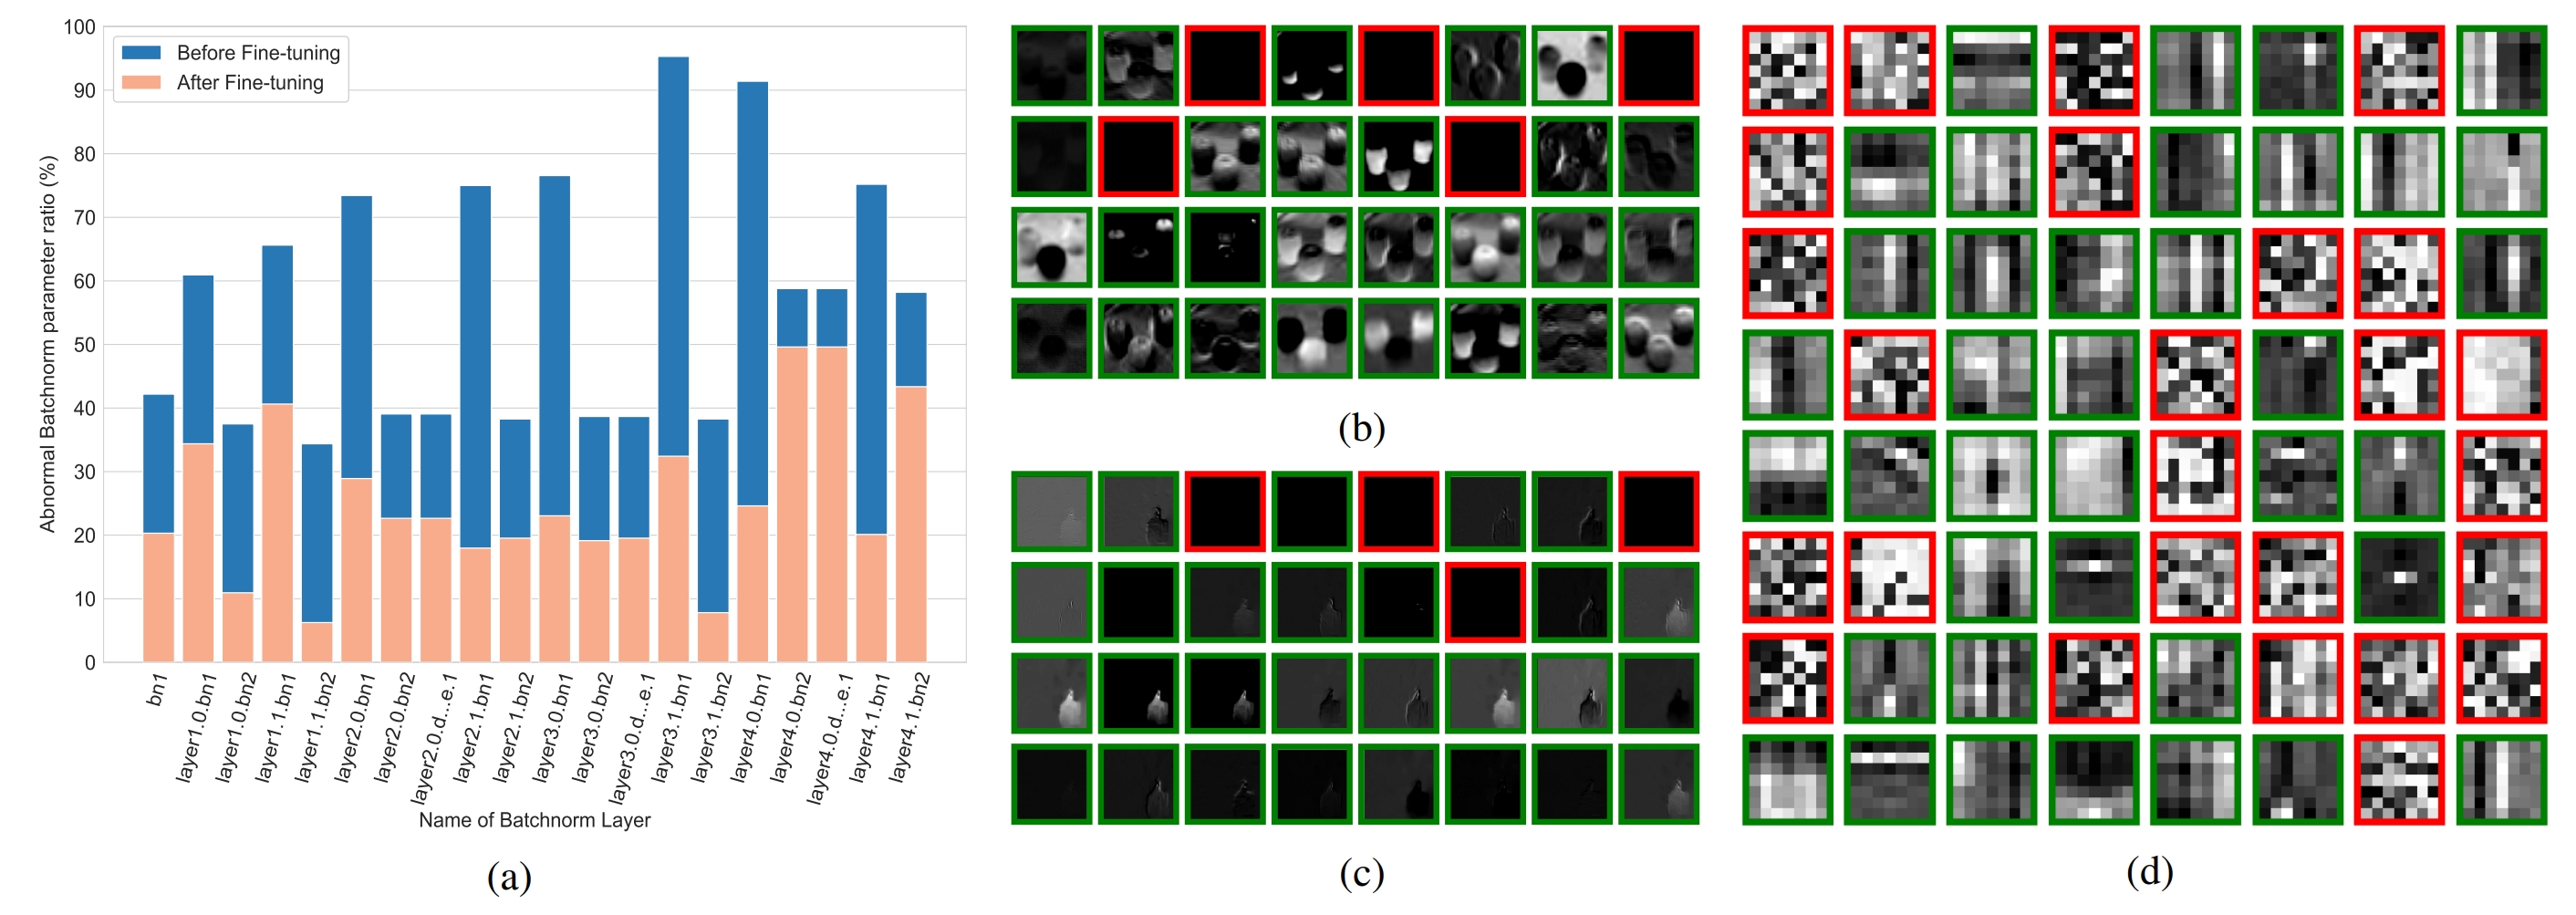 100
90
80
70
60
50
40
30
20
10
0
Abnormal Batchnorm parameter ratio (%)
Before Fine-tuning
After Fine-tuning
bn1
layer1.0.bn1
layer1.0.bn2
layer1.1.bn1
layer1.1.bn2
layer2.0.bn1
layer2.0.bn2
layer2.0.d...e.1
layer2.1.bn1
layer2.1.bn2
layer3.0.bn1
layer3.0.bn2
layer3.0.d...e.1
layer3.1.bn1
layer3.1.bn2
layer4.0.bn1
layer4.0.bn2
layer4.0.d...e.1
layer4.1.bn1
layer4.1.bn2
Name of Batchnorm Layer
(a)
(b)
(c)
(d)